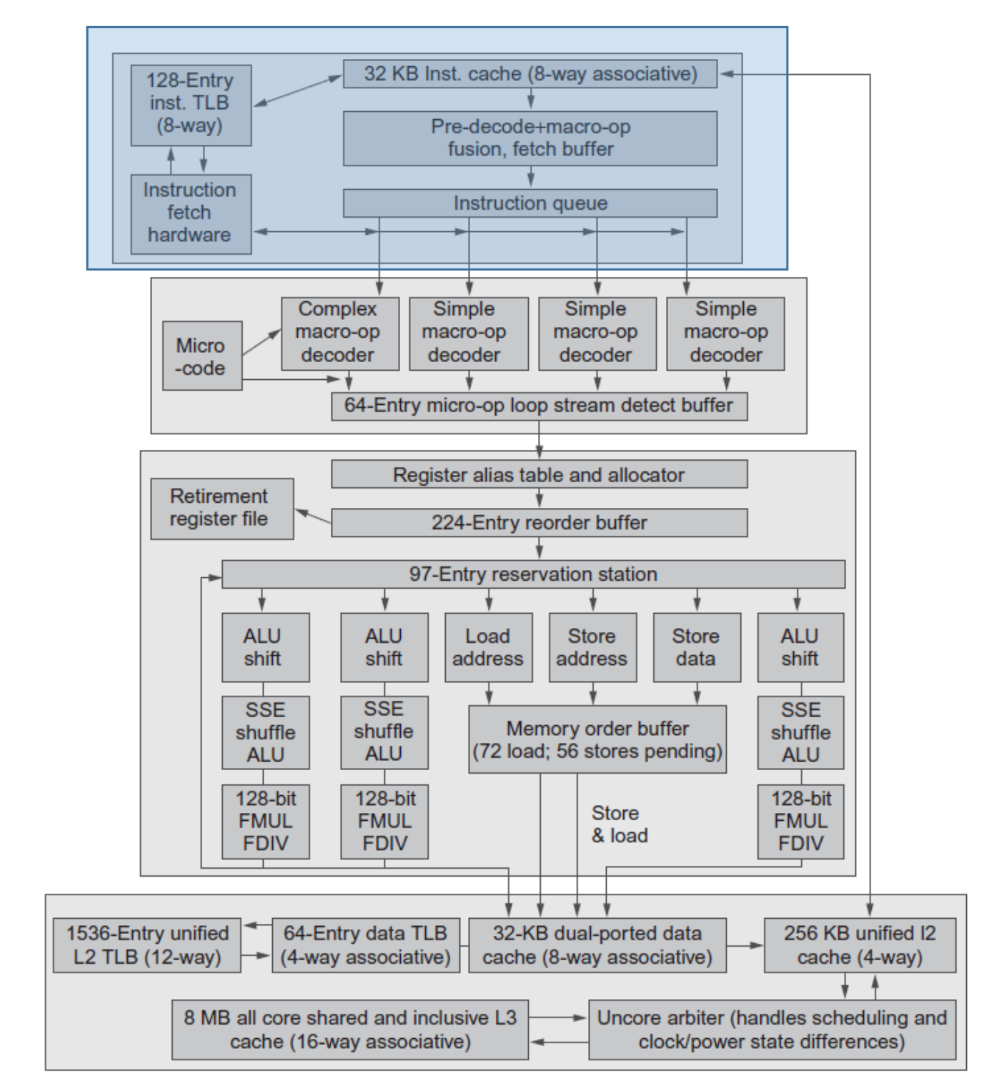 128-Entry
inst. TLB
(8-way)
32 KB Inst. cache (8-way associative)
Pre-decode+macro-op
fusion, fetch buffer
Instruction
fetch
hardware
Instruction queue
Micro
-code
Complex
macro-op
decoder
Simple
macro-op
decoder
Simple
macro-op
decoder
Simple
macro-op
decoder
64-Entry micro-op loop stream detect buffer
Register alias table and allocator
Retirement
register file
224-Entry reorder buffer
97-Entry reservation station
ALU
shift
ALU
shift
Load
address
Store
address
Store
data
ALU
shift
SSE
shuffle
ALU
SSE
shuffle
ALU
Memory order buffer
(72 load; 56 stores pending)
SSE
shuffle
ALU
128-bit
FMUL
FDIV
128-bit
FMUL
FDIV
Store
& load
128-bit
FMUL
FDIV
1536-Entry unified
L2 TLB (12-way)
64-Entry data TLB
(4-way associative)
32-KB dual-ported data
cache (8-way associative)
256 KB unified l2
cache (4-way)
8 MB all core shared and inclusive L3
cache (16-way associative)
Uncore arbiter (handles scheduling and
clock/power state differences)